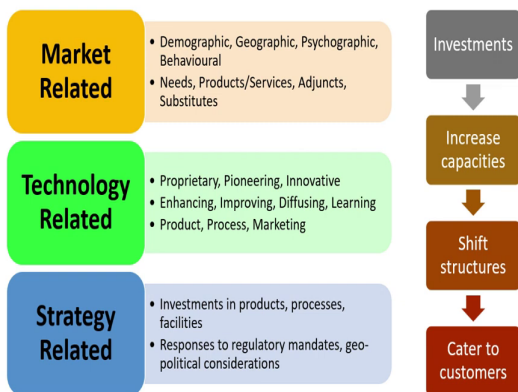 Market
Related
• Demographic, Geographic, Psychographic,
Behavioural
• Needs, Products/Services, Adjuncts,
Substitutes
Technology
Related
• Proprietary, Pioneering, Innovative
• Enhancing, Improving, Diffusing, Learning
• Product, Process, Marketing
Strategy
Related
• Investments in products, processes,
facilities
• Responses to regulatory mandates, geo-
political considerations
Investments
Increase
capacities
Shift
structures
Cater to
customers